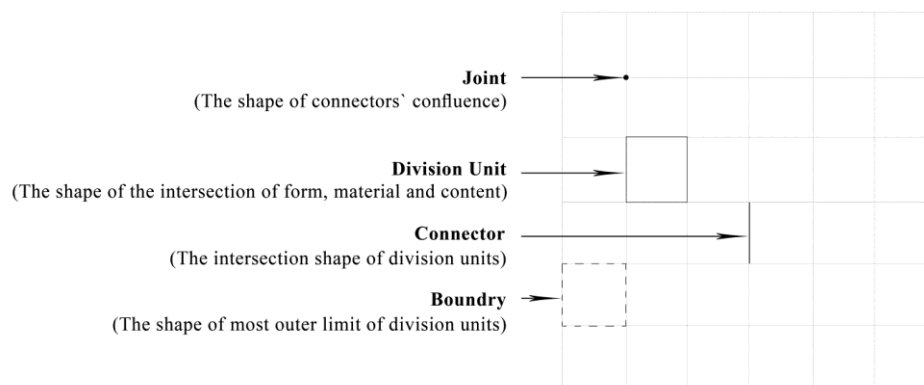 Joint
(The shape of connectors` confluence)
Division Unit
(The shape of the intersection of form, material and content)
Connector
(The intersection shape of division units)
Boundry
(The shape of most outer limit of division units)